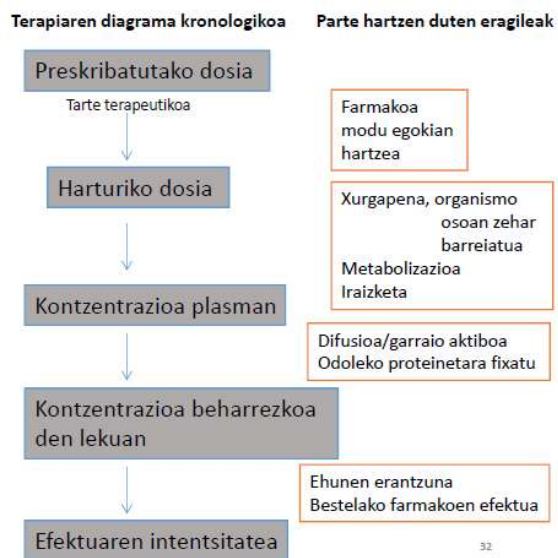 Terapiaren diagrama kronologikoa
Parte hartzen duten eragileak
Preskribatutako dosia
Tarte terapeutikoa
Farmakoa
modu egokian
hartzea
Harturiko dosia
Xurgapena, organismo
osoan zehar
barreiatua
Metabolizazioa
Iraizketa
Kontzentrazioa plasman
Difusioa/garraio aktiboa
Odoleko proteinetara fixatu
Kontzentrazioa beharrezkoa
den lekuan
Ehunen erantzuna
Bestelako farmakoen efektua
Efektuaren intentsitatea
32